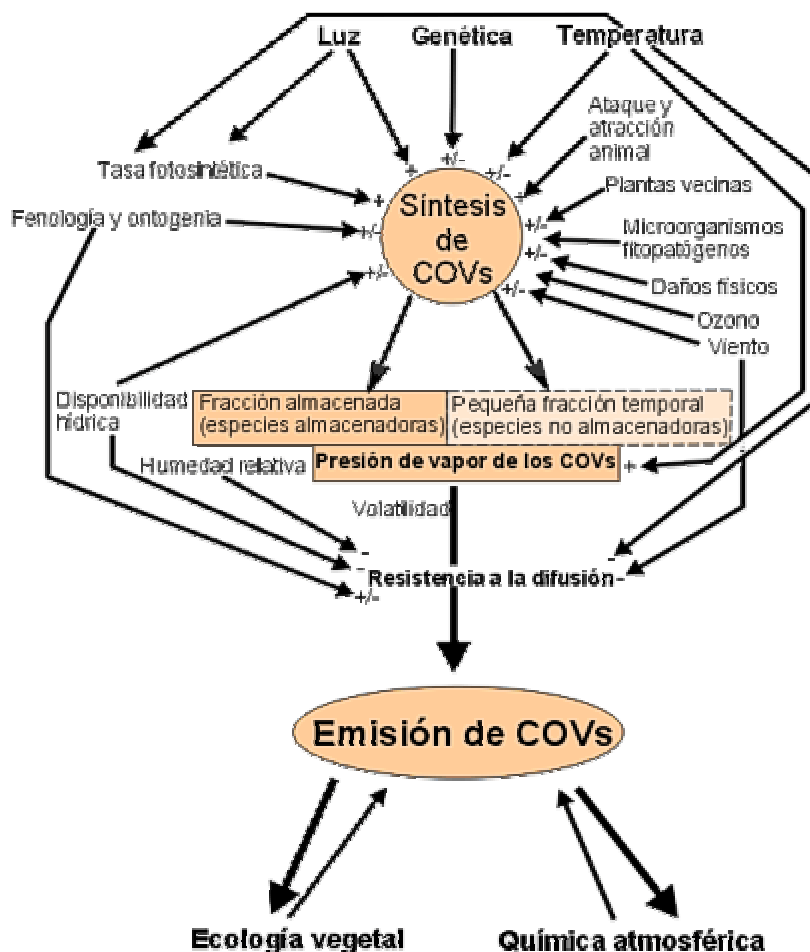 Luz Genética Temperatura
Ataque y
atracción
animal
Tasa fotosintética
Plantas vecinas
Fenología y ontogenia
Microorganismos
fitopatógenos
Daños físicos
Ozono
Viento
+ +/- +/- +
+ +/-
+/- +/-
+/- +/-
Síntesis
de
COVs
Disponibilidad
hídrica
Fracción almacenada
(especies almacenadoras)
Pequeña fracción temporal
(especies no almacenadoras)
Humedad relativa
Presión de vapor de los COVs +
Volatilidad
- -
- Resistencia a la difusión -
+/-
Emisión de COVs
Ecología vegetal Química atmosférica